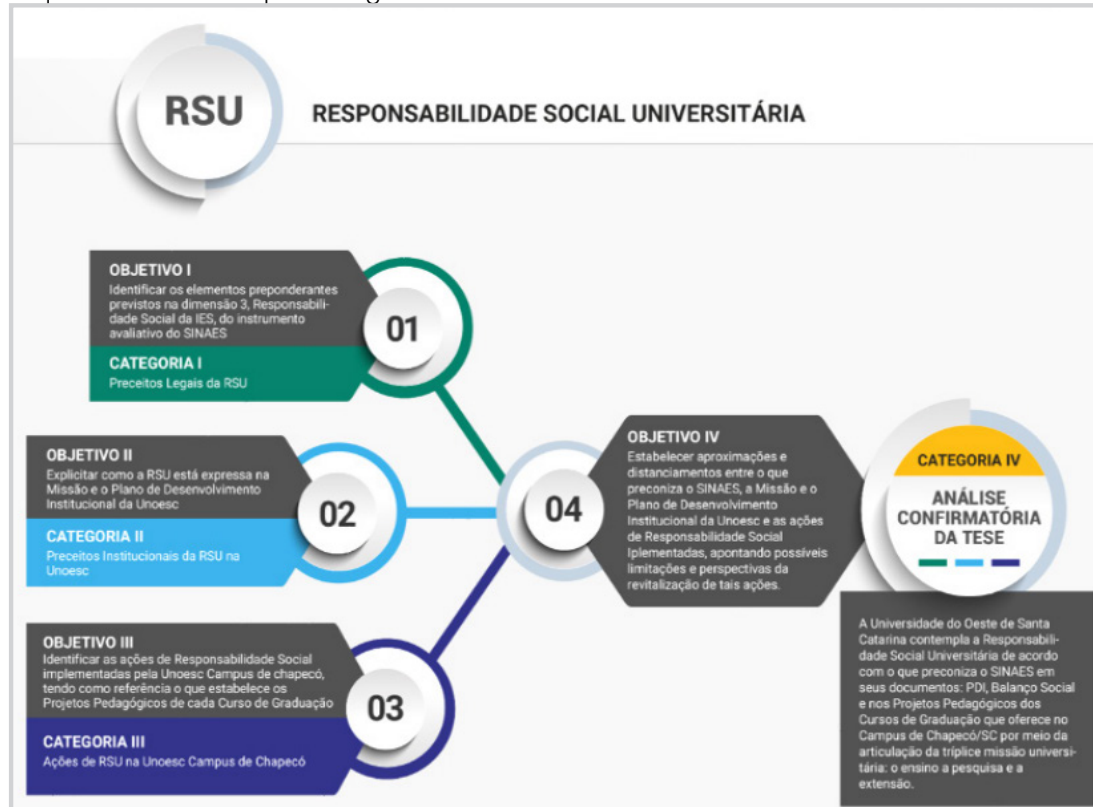 RSU
RESPONSABILIDADE SOCIAL UNIVERSITÁRIA
OBJETIVO I
Identificar os elementos preponderantes
previstos na dimensão 3, Responsabili-
dade Social da IES, do instrumento
avaliativo do SINAES
CATEGORIA I
Preceitos Legais da RSU
01
OBJETIVO II
Explicitar como a RSU está expressa na
Missão e o Plano de Desenvolvimento
Institucional da Unoesc
CATEGORIA II
Preceitos Institucionais da RSU na
Unoesc
02
OBJETIVO III
Identificar as ações de Responsabilidade Social
implementadas pela Unoesc Campus de chapecó,
tendo como referência o que estabelece os
Projetos Pedagógicos de cada Curso de Graduação
CATEGORIA III
Ações de RSU na Unoesc Campus de Chapecó
03
04
OBJETIVO IV
Estabelecer aproximações e
distanciamentos entre o que
preconiza o SINAES, a Missão e o
Plano de Desenvolvimento
Institucional da Unoesc e as ações
de Responsabilidade Social
Iplementadas, apontando possíveis
limitações e perspectivas da
revitalização de tais ações.
CATEGORIA IV
ANÁLISE
CONFIRMATÓRIA
DA TESE
A Universidade do Oeste de Santa
Catarina contempla a Responsabili-
dade Social Universitária de acordo
com o que preconiza o SINAES em
seus documentos: PDI, Balanço Social
e nos Projetos Pedagógicos dos
Cursos de Graduação que oferece no
Campus de Chapecó/SC por meio da
articulação da tríplice missão universi-
tária: o ensino a pesquisa e a
extensão.